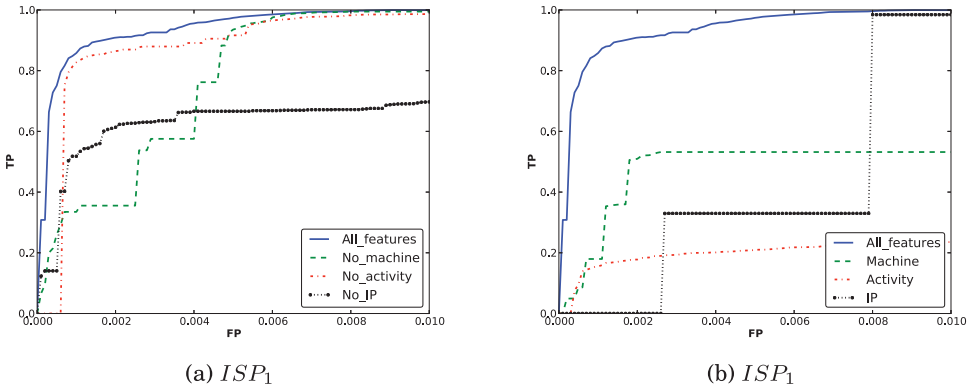 1.0
0.8
0.6
0.4
0.2
0.0
TP
0.000
0.002
0.004
0.006
0.008
0.010
FP
All_features
No_machine
No_activity
No_IP
(a) ISP1
1.0
0.8
0.6
0.4
0.2
0.0
TP
0.000
0.002
0.004
0.006
0.008
0.010
FP
All_features
Machine
Activity
IP
(b) ISP1